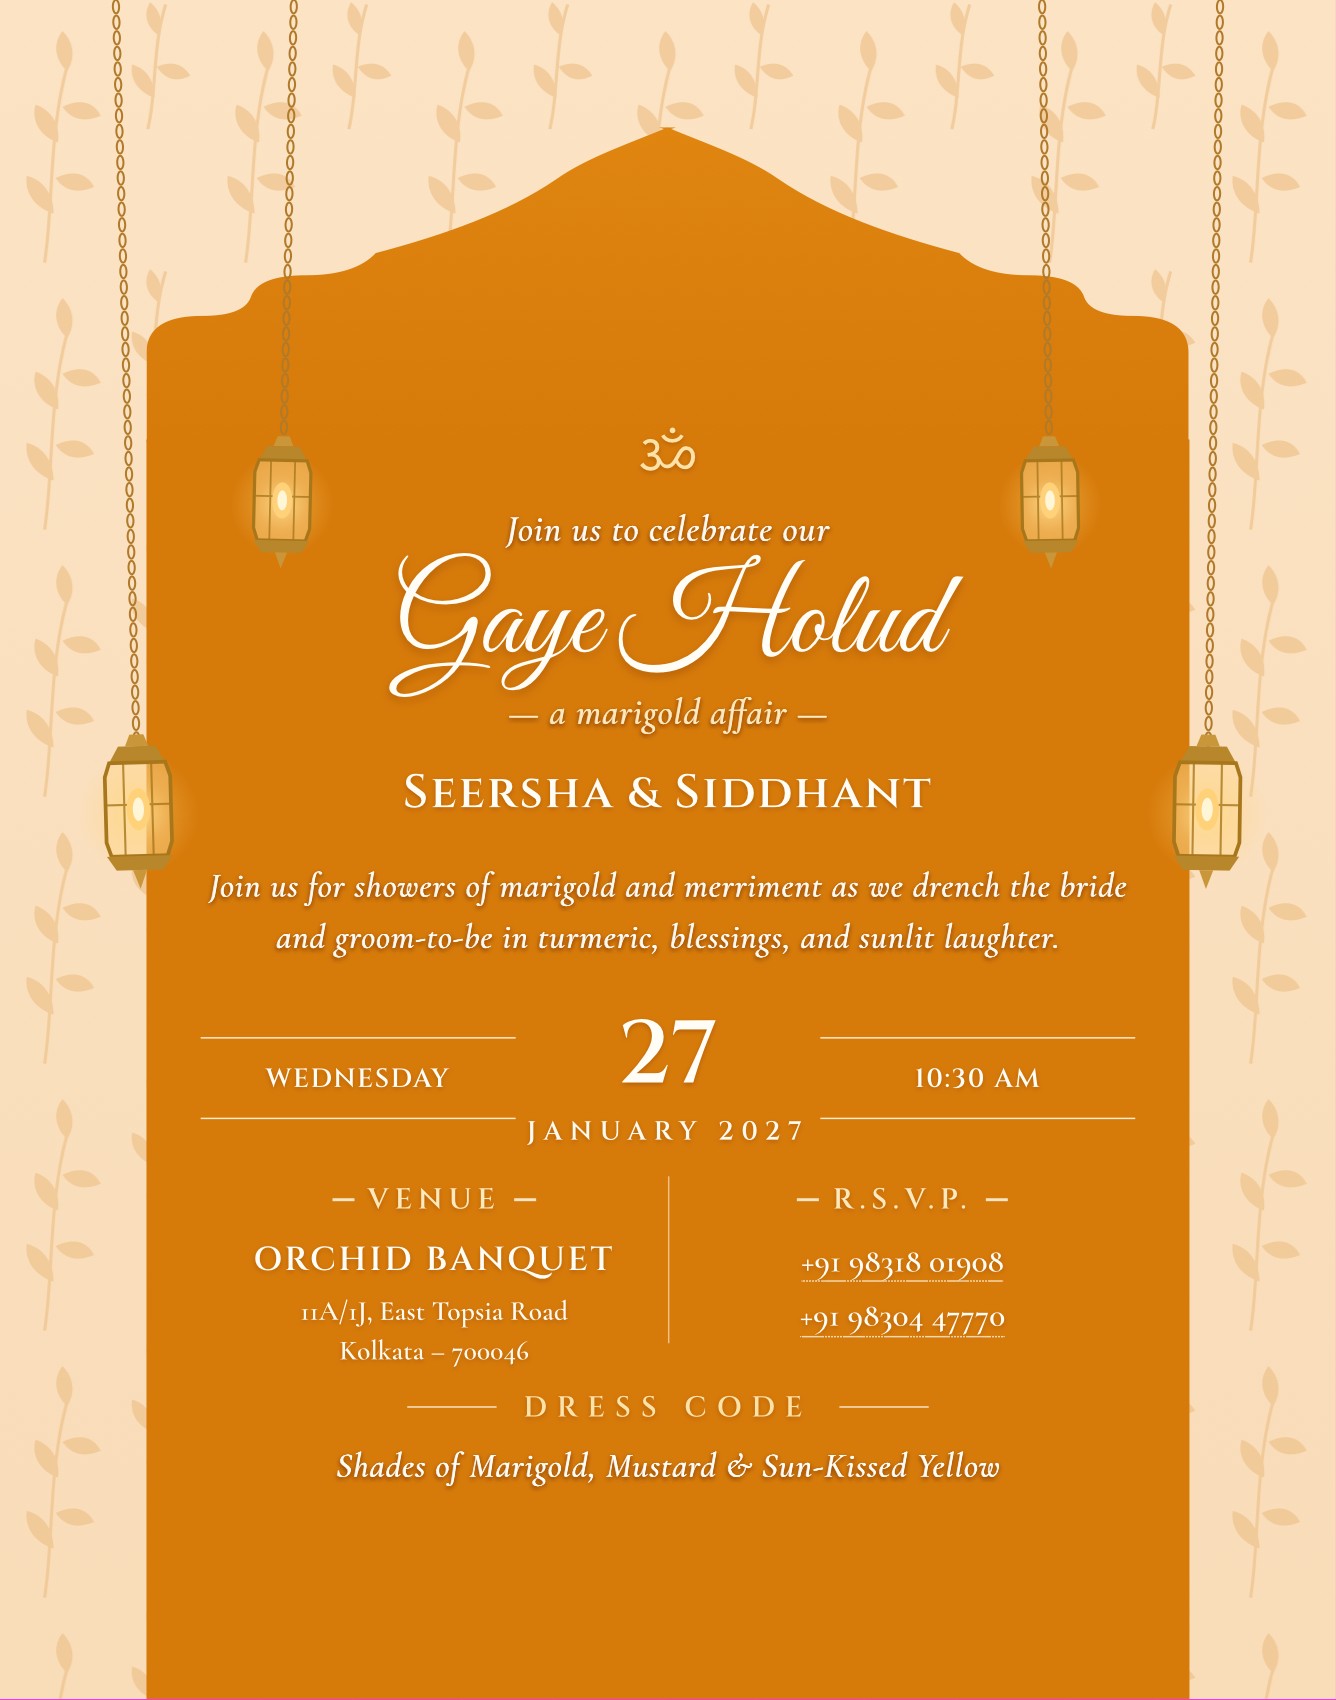 ॐ
Join us to celebrate our
Gaye Holud
— a marigold affair —
SEERSHA & SIDDHANT
Join us for showers of marigold and merriment as we drench the bride
and groom-to-be in turmeric, blessings, and sunlit laughter.
WEDNESDAY
27
JANUARY 2027
10:30 AM
— VENUE —
ORCHID BANQUET
11A/1J, East Topsia Road
Kolkata – 700046
— R.S.V.P. —
+91 98318 01908
+91 98304 47770
DRESS CODE
Shades of Marigold, Mustard & Sun-Kissed Yellow